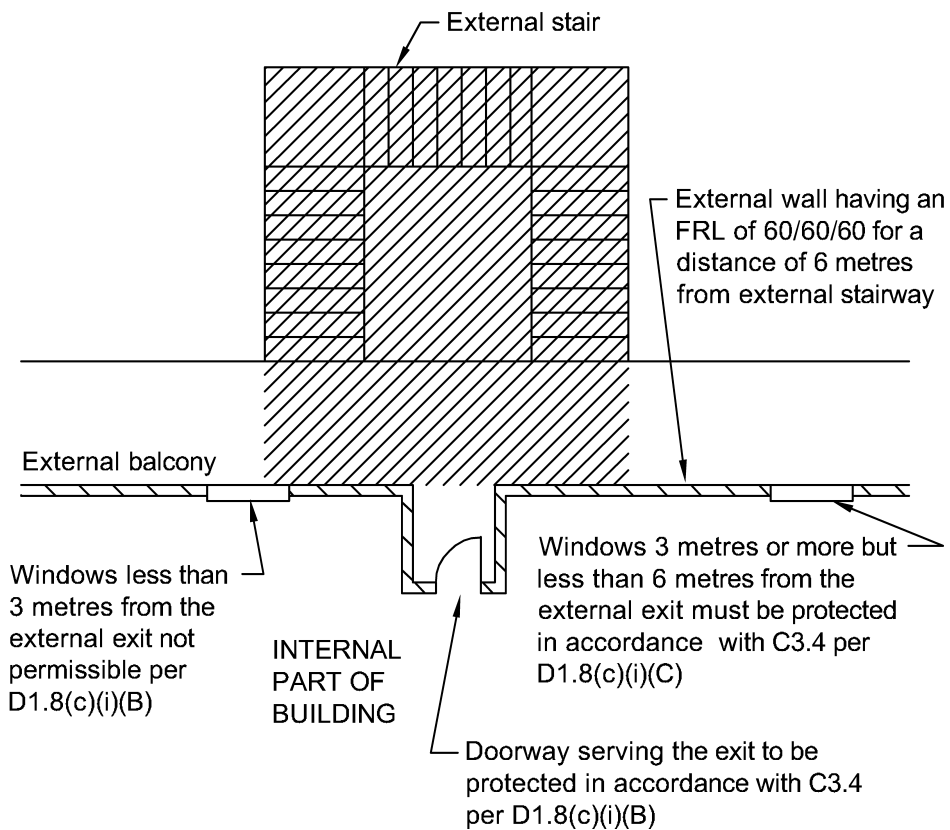 External stair
External wall having an
FRL of 60/60/60 for a
distance of 6 metres
from external stairway
External balcony
Windows less than
3 metres from the
external exit not
permissible per
D1.8(c)(i)(B)
INTERNAL
PART OF
BUILDING
Windows 3 metres or more but
less than 6 metres from the
external exit must be protected
in accordance with C3.4 per
D1.8(c)(i)(C)
Doorway serving the exit to be
protected in accordance with C3.4
per D1.8(c)(i)(B)